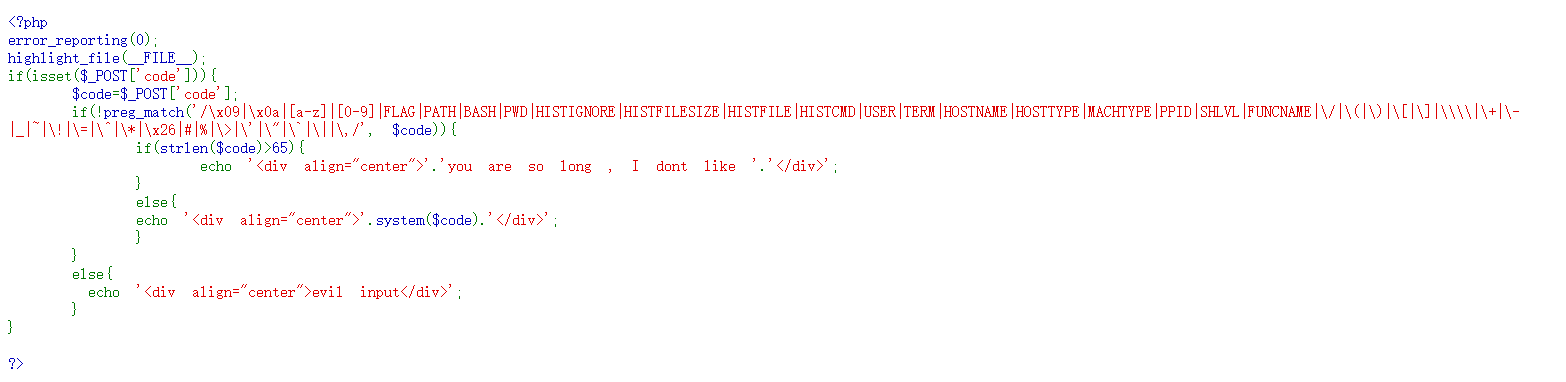 <?php
error_reporting(0);
highlight_file(__FILE__);
if(isset($_POST['code'])){
        $code=$_POST['code'];
        if(!preg_match('/\x09|\x0a|[a-z]|[0-9]|FLAG|PATH|BASH|PWD|HISTIGNORE|HISTFILESIZE|HISTFILE|HISTCMD|USER|TERM|HOSTNAME|HOSTTYPE|MACHTYPE|PPID|SHLVL|FUNCNAME|\/|\(|\)|\[|\]|\\\\|\+|\-
|_|~|\!|\=|\^|\*|\x26|#|%|\>|\'|\"|\`|\||\,/', $code)){
                if(strlen($code)>65){
                        echo '<div align="center">'.'you are so long , I dont like '.'</div>';
                }
                else{
                echo '<div align="center">'.system($code).'</div>';
                }
        }
        else{
          echo '<div align="center">evil input</div>';
        }
}
?>